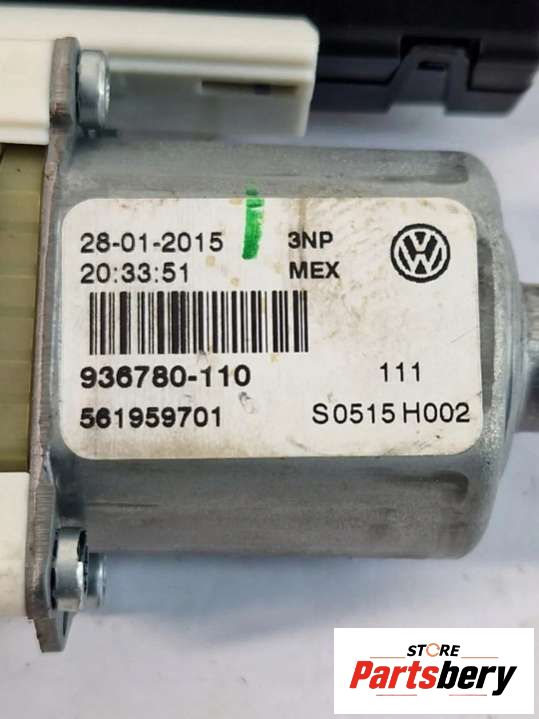 28-01-2015 3NP
20:33:51 MEX
936780-110 111
561959701 S0515 H002
STORE
Partsbery